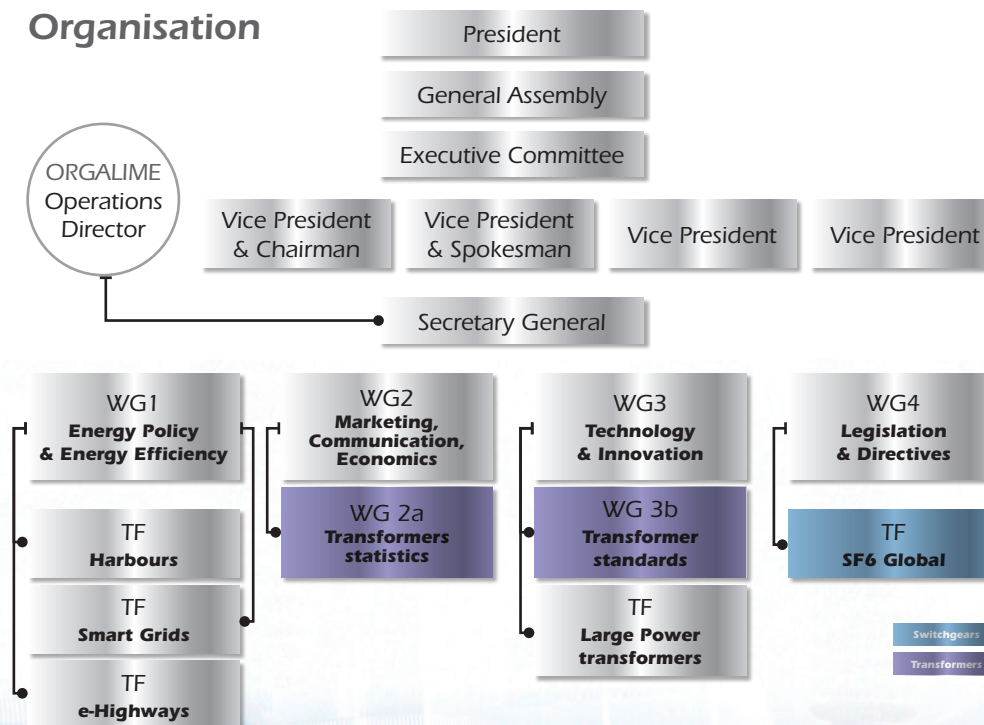 Organisation
President
General Assembly
Executive Committee
ORGALIME
Operations
Director
Vice President
& Chairman
Vice President
& Spokesman
Vice President
Vice President
Secretary General
WG1
Energy Policy
& Energy Efficiency
TF
Harbours
TF
Smart Grids
TF
e-Highways
WG2
Marketing,
Communication,
Economics
WG 2a
Transformers
statistics
WG3
Technology
& Innovation
WG 3b
Transformer
standards
TF
Large Power
transformers
WG4
Legislation
& Directives
TF
SF6 Global
Switchgears
Transformers